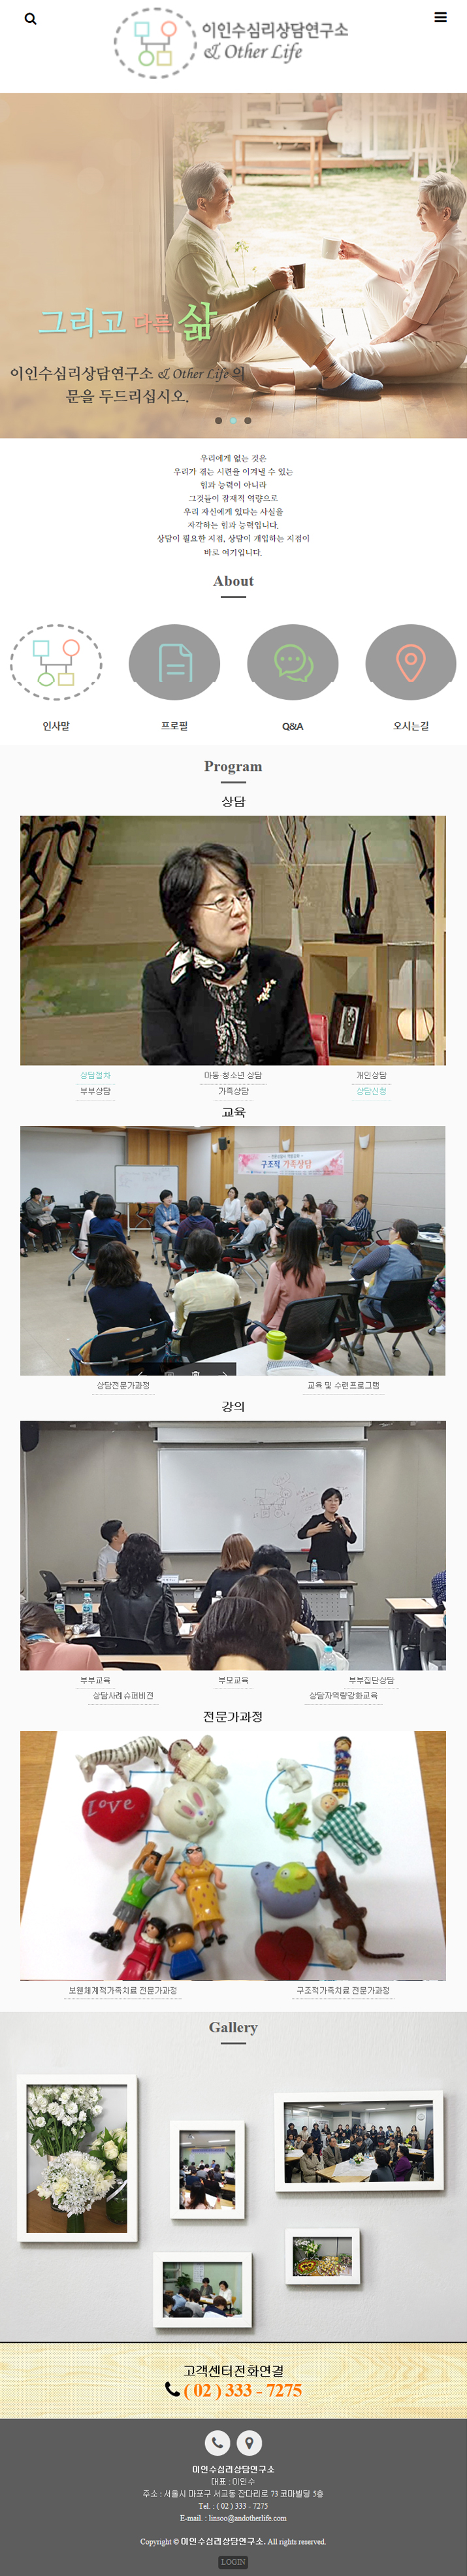 이인수심리상담연구소
& Other Life
그리고 다른 삶
이인수심리상담연구소 & Other Life 의
문을 두드리십시오.
우리에게 없는 것은
우리가 겪는 시련을 이겨낼 수 있는
힘과 능력이 아니라
그것들이 잠재적 역량으로
우리 자신에게 있다는 사실을
자각하는 힘과 능력입니다.
상담이 필요한 지점, 상담이 개입하는 지점이
바로 여기입니다.
About
인사말 프로필 Q&A 오시는길
Program
상담
상담절차 아동·청소년 상담 개인상담
부부상담 가족상담 상담신청
교육
구조적 가족상담
상담전문가과정 교육 및 수련프로그램
강의
부부교육 부모교육 부부집단상담
상담사례슈퍼비전 상담자역량강화교육
전문가과정
Love
보웬체계적가족치료 전문가과정 구조적가족치료 전문가과정
Gallery
고객센터전화연결
( 02 ) 333 - 7275
이인수심리상담연구소
대표 : 이인수
주소 : 서울시 마포구 서교동 잔다리로 73 코마빌딩 5층
Tel. : ( 02 ) 333 - 7275
E-mail. : linsoo@andotherlife.com
Copyright © 이인수심리상담연구소. All rights reserved.
LOGIN